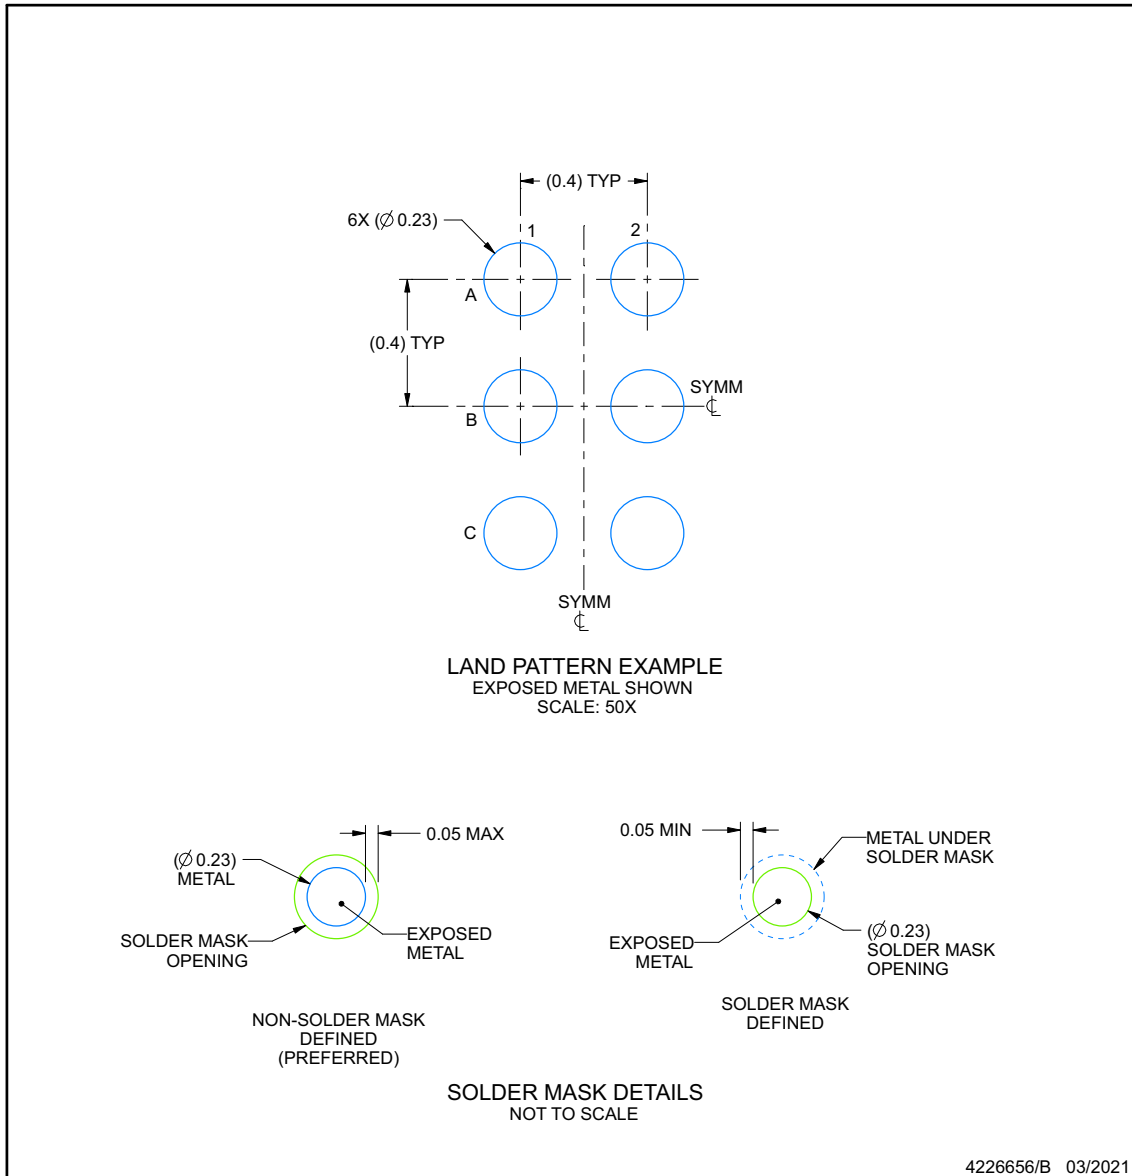 (0.4) TYP
6X (∅ 0.23)
1
2
A
(0.4) TYP
SYMM
℄
B
C
SYMM
℄
LAND PATTERN EXAMPLE
EXPOSED METAL SHOWN
SCALE: 50X
0.05 MAX
(∅ 0.23)
METAL
SOLDER MASK
OPENING
EXPOSED
METAL
NON-SOLDER MASK
DEFINED
(PREFERRED)
0.05 MIN
METAL UNDER
SOLDER MASK
EXPOSED
METAL
(∅ 0.23)
SOLDER MASK
OPENING
SOLDER MASK
DEFINED
SOLDER MASK DETAILS
NOT TO SCALE
4226656/B 03/2021